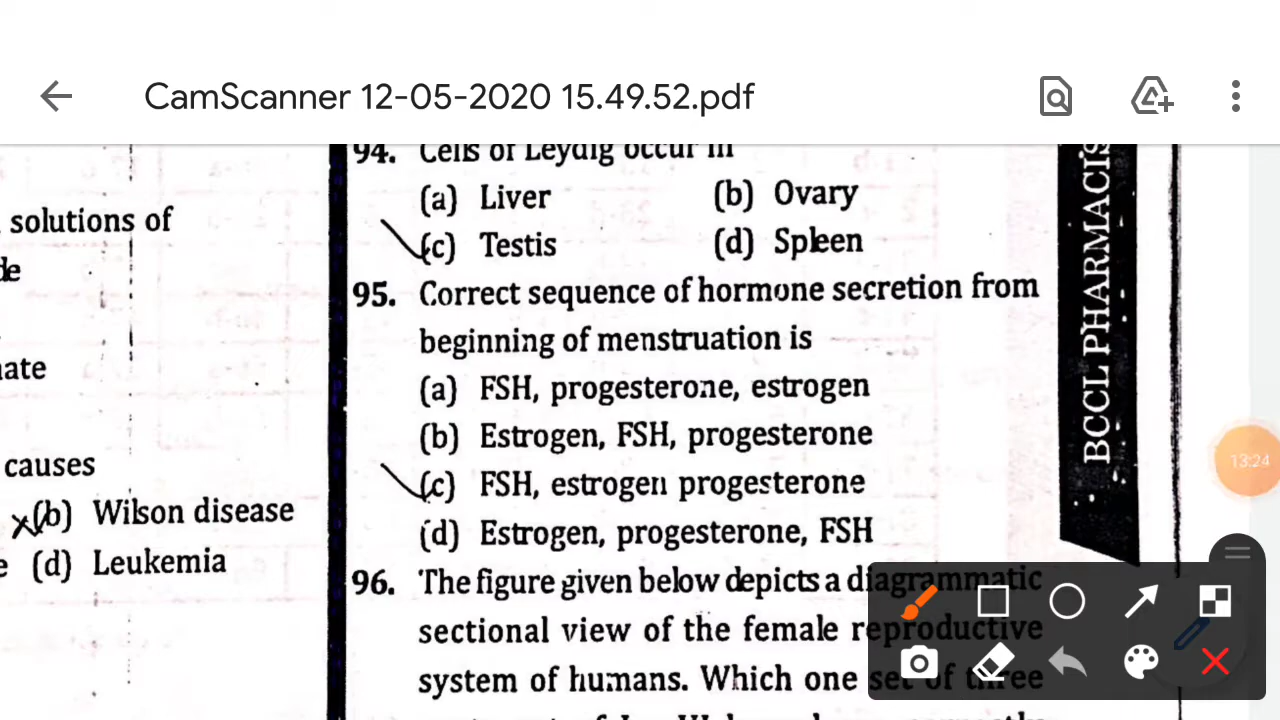 CamScanner 12-05-2020 15.49.52.pdf
solutions of
causes
(b) Wilson disease
(d) Leukemia
94. Cells of Leydig occur in
(a) Liver (b) Ovary
(c) Testis (d) Spleen
95. Correct sequence of hormone secretion from
beginning of menstruation is
(a) FSH, progesterone, estrogen
(b) Estrogen, FSH, progesterone
(c) FSH, estrogen progesterone
(d) Estrogen, progesterone, FSH
96. The figure given below depicts a diagrammatic
sectional view of the female reproductive
system of humans. Which one set of three
BCCL PHARMACIS
13:24